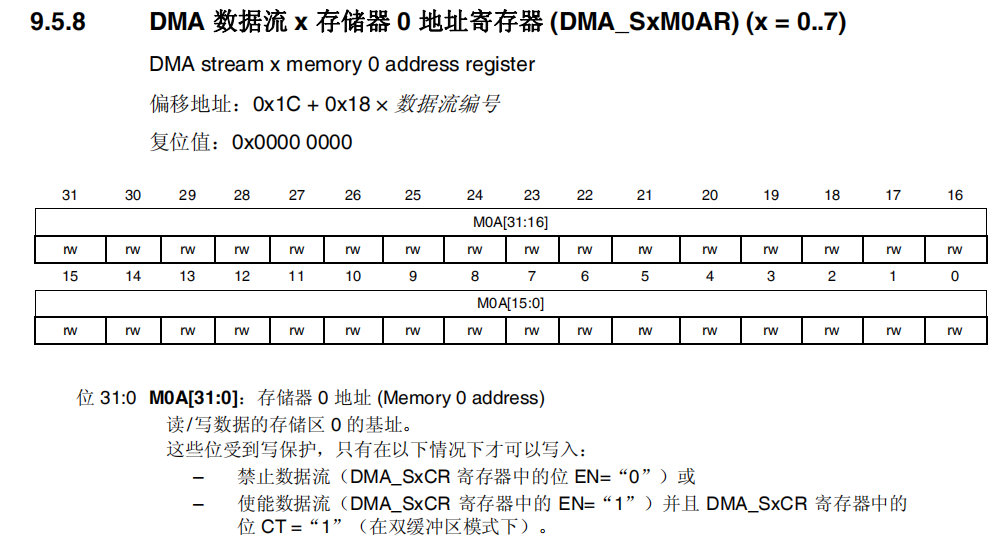 9.5.8 DMA 数据流 x 存储器 0 地址寄存器 (DMA_SxM0AR) (x = 0..7)
DMA stream x memory 0 address register
偏移地址：0x1C + 0x18 × 数据流编号
复位值：0x0000 0000
31 30 29 28 27 26 25 24 23 22 21 20 19 18 17 16
M0A[31:16]
rw rw rw rw rw rw rw rw rw rw rw rw rw rw rw rw
15 14 13 12 11 10 9 8 7 6 5 4 3 2 1 0
M0A[15:0]
rw rw rw rw rw rw rw rw rw rw rw rw rw rw rw rw
位 31:0 M0A[31:0]：存储器 0 地址 (Memory 0 address)
读/写数据的存储区 0 的基址。
这些位受到写保护，只有在以下情况下才可以写入：
– 禁止数据流（DMA_SxCR 寄存器中的位 EN=“0”）或
– 使能数据流（DMA_SxCR 寄存器中的 EN=“1”）并且 DMA_SxCR 寄存器中的
位 CT =“1”（在双缓冲区模式下）。